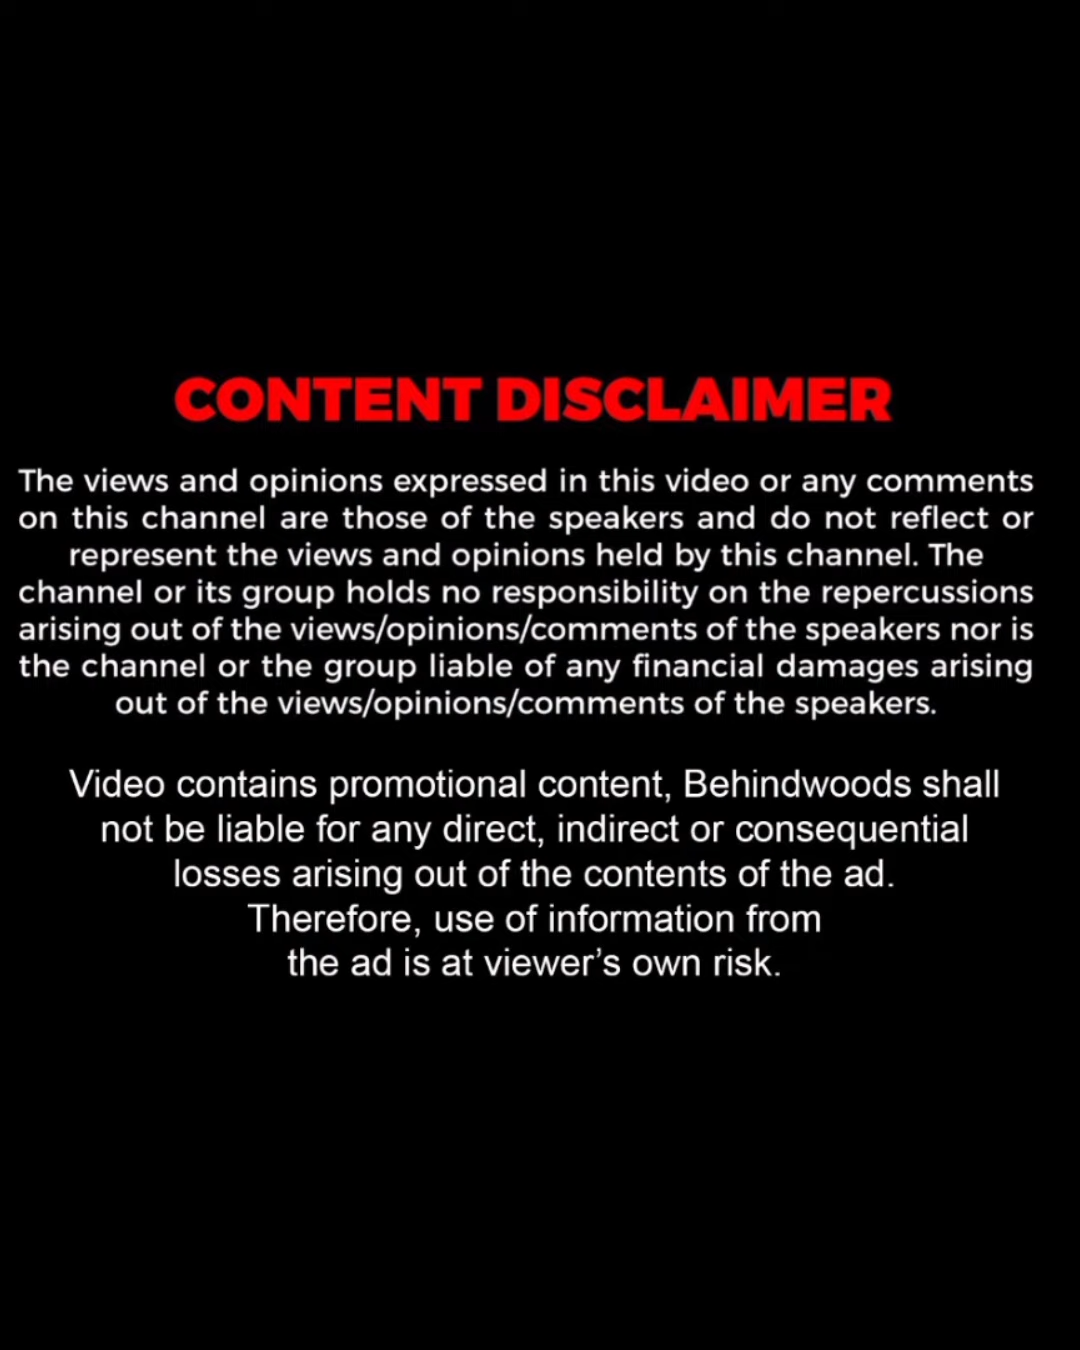 CONTENT DISCLAIMER
The views and opinions expressed in this video or any comments
on this channel are those of the speakers and do not reflect or
represent the views and opinions held by this channel. The
channel or its group holds no responsibility on the repercussions
arising out of the views/opinions/comments of the speakers nor is
the channel or the group liable of any financial damages arising
out of the views/opinions/comments of the speakers.
Video contains promotional content, Behindwoods shall
not be liable for any direct, indirect or consequential
losses arising out of the contents of the ad.
Therefore, use of information from
the ad is at viewer’s own risk.